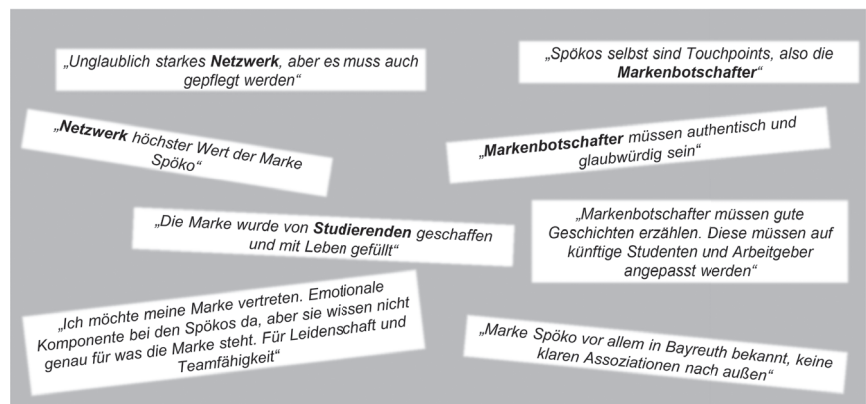 „Unglaublich starkes Netzwerk, aber es muss auch
gepflegt werden“
„Spökos selbst sind Touchpoints, also die
Markenbotschafter“
„Netzwerk höchster Wert der Marke
Spöko“
„Markenbotschafter müssen authentisch und
glaubwürdig sein“
„Die Marke wurde von Studierenden geschaffen
und mit Leben gefüllt“
„Markenbotschafter müssen gute
Geschichten erzählen. Diese müssen auf
künftige Studenten und Arbeitgeber
angepasst werden“
„Ich möchte meine Marke vertreten. Emotionale
Komponente bei den Spökos da, aber sie wissen nicht
genau für was die Marke steht. Für Leidenschaft und
Teamfähigkeit“
„Marke Spöko vor allem in Bayreuth bekannt, keine
klaren Assoziationen nach außen“